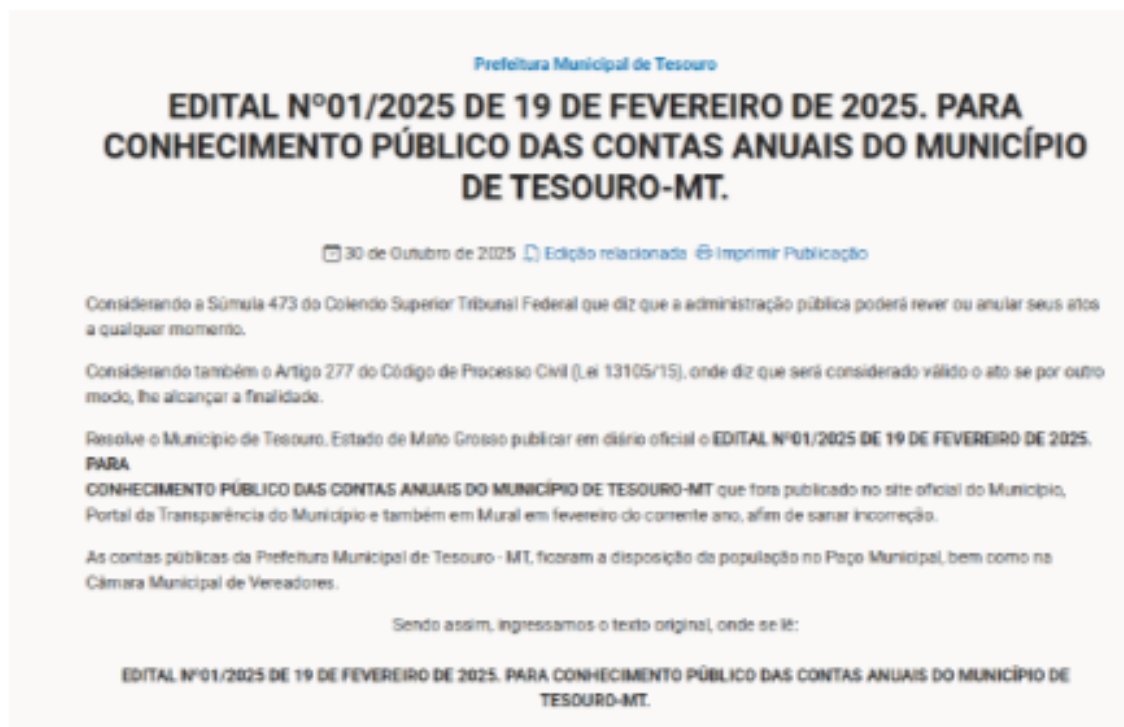 Prefeitura Municipal de Tesouro
EDITAL Nº01/2025 DE 19 DE FEVEREIRO DE 2025. PARA
CONHECIMENTO PÚBLICO DAS CONTAS ANUAIS DO MUNICÍPIO
DE TESOURO-MT.
30 de Outubro de 2025 Edição relacionada Imprimir Publicação
Considerando a Súmula 473 do Colendo Superior Tribunal Federal que diz que a administração pública poderá rever ou anular seus atos
a qualquer momento.
Considerando também o Artigo 277 do Código de Processo Civil (Lei 13105/15), onde diz que será considerado válido o ato se por outro
modo, lhe alcançar a finalidade.
Resolve o Município de Tesouro, Estado de Mato Grosso publicar em diário oficial o EDITAL Nº01/2025 DE 19 DE FEVEREIRO DE 2025.
PARA
CONHECIMENTO PÚBLICO DAS CONTAS ANUAIS DO MUNICÍPIO DE TESOURO-MT que fora publicado no site oficial do Município,
Portal da Transparência do Município e também em Mural em fevereiro do corrente ano, afim de sanar incorreção.
As contas públicas da Prefeitura Municipal de Tesouro - MT, ficaram a disposição da população no Paço Municipal, bem como na
Câmara Municipal de Vereadores.
Sendo assim, ingressamos o texto original, onde se lê:
EDITAL Nº01/2025 DE 19 DE FEVEREIRO DE 2025. PARA CONHECIMENTO PÚBLICO DAS CONTAS ANUAIS DO MUNICÍPIO DE
TESOURO-MT.